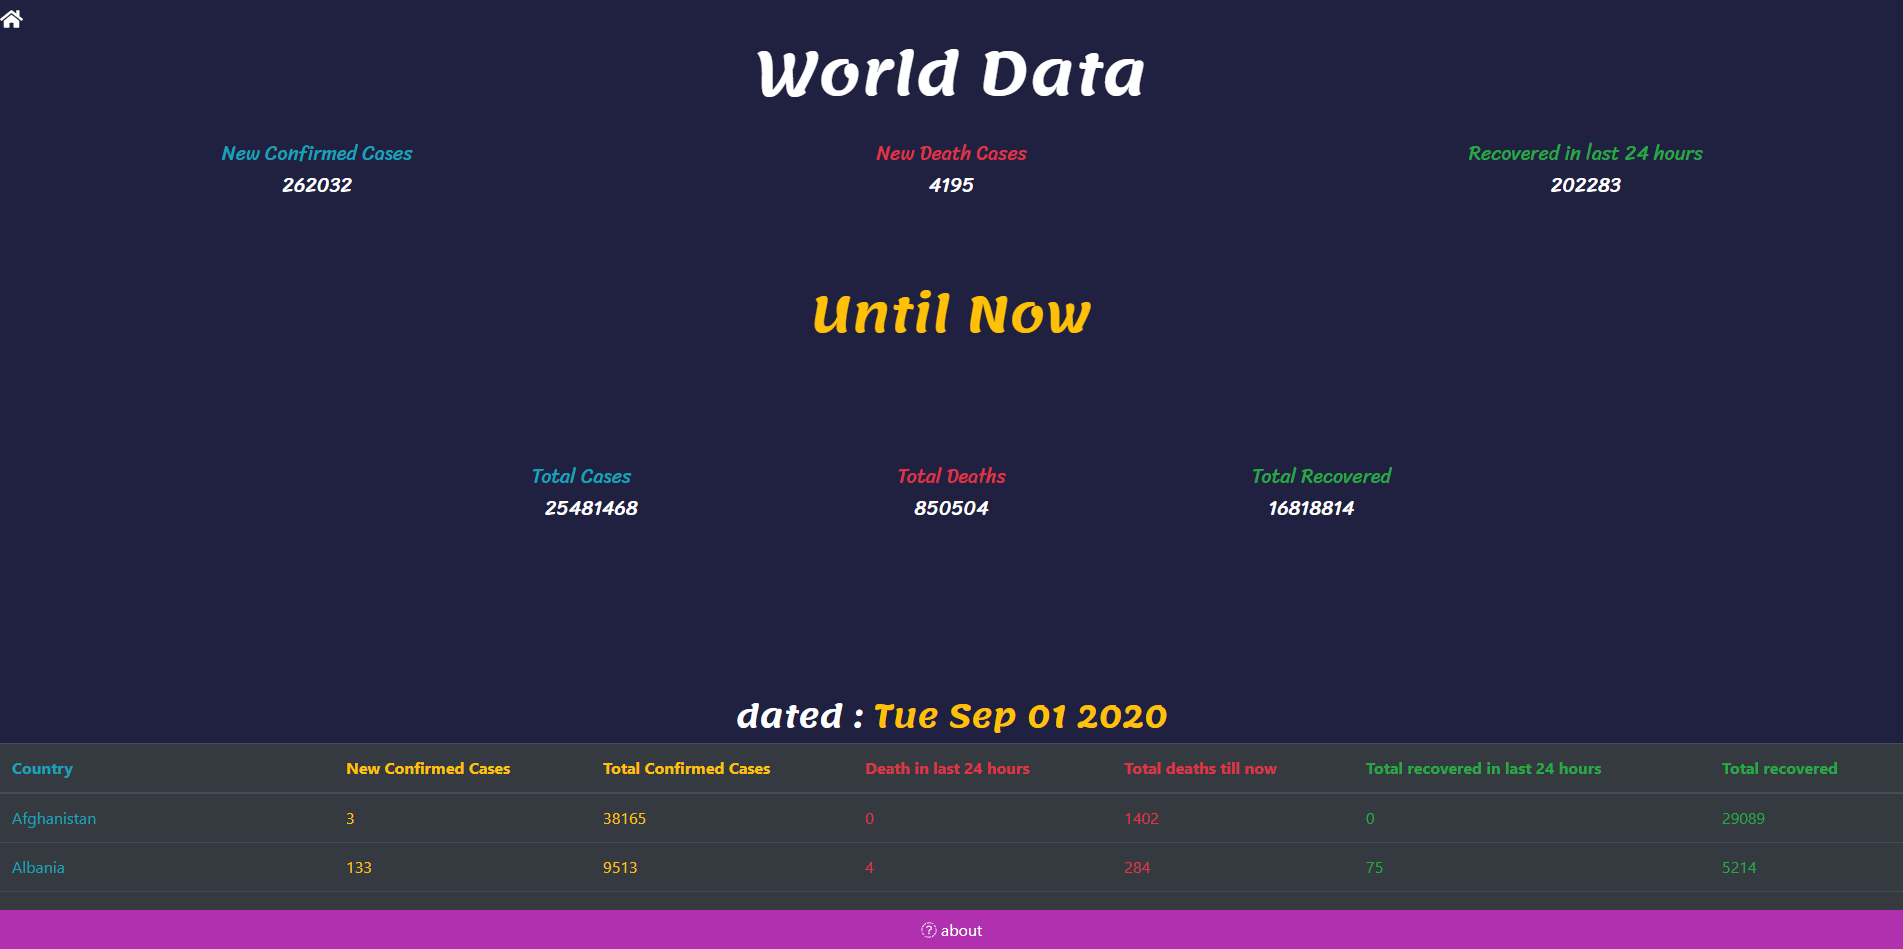 World Data
New Confirmed Cases New Death Cases Recovered in last 24 hours
262032 4195 202283
Until Now
Total Cases Total Deaths Total Recovered
25481468 850504 16818814
dated : Tue Sep 01 2020
Country New Confirmed Cases Total Confirmed Cases Death in last 24 hours Total deaths till now Total recovered in last 24 hours Total recovered
Afghanistan 3 38165 0 1402 0 29089
Albania 133 9513 4 284 75 5214
about